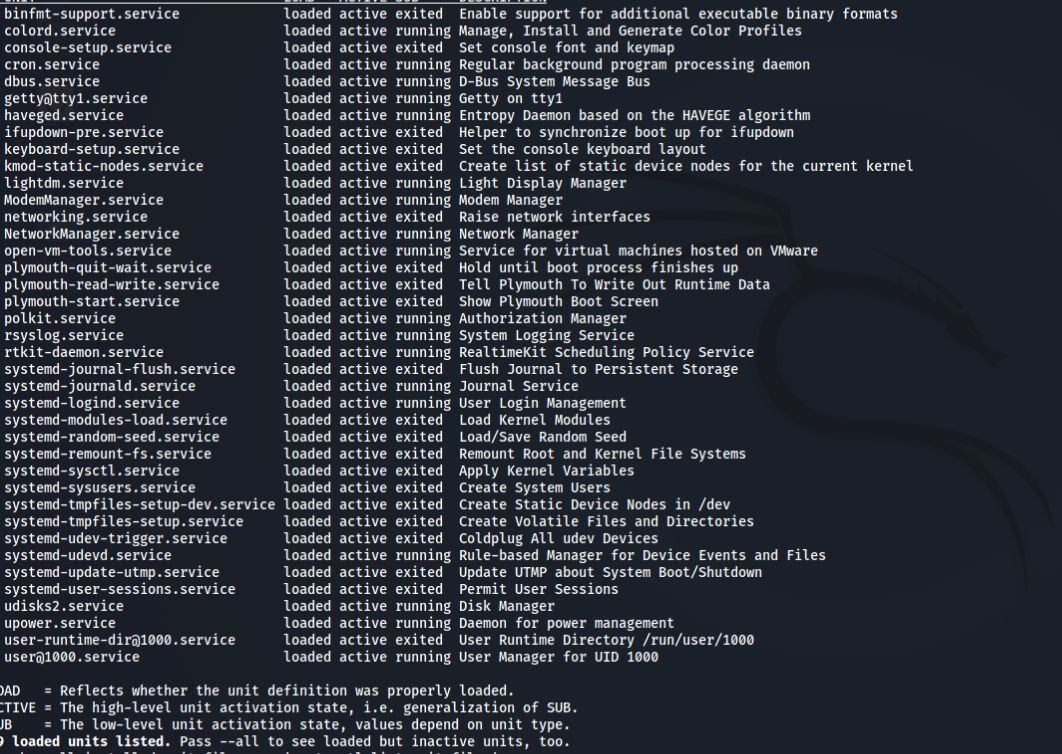 binfmt-support.service loaded active exited Enable support for additional executable binary formats
colord.service loaded active running Manage, Install and Generate Color Profiles
console-setup.service loaded active exited Set console font and keymap
cron.service loaded active running Regular background program processing daemon
dbus.service loaded active running D-Bus System Message Bus
getty@tty1.service loaded active running Getty on tty1
haveged.service loaded active running Entropy Daemon based on the HAVEGE algorithm
ifupdown-pre.service loaded active exited Helper to synchronize boot up for ifupdown
keyboard-setup.service loaded active exited Set the console keyboard layout
kmod-static-nodes.service loaded active exited Create list of static device nodes for the current kernel
lightdm.service loaded active running Light Display Manager
ModemManager.service loaded active running Modem Manager
networking.service loaded active exited Raise network interfaces
NetworkManager.service loaded active running Network Manager
open-vm-tools.service loaded active running Service for virtual machines hosted on VMware
plymouth-quit-wait.service loaded active exited Hold until boot process finishes up
plymouth-read-write.service loaded active exited Tell Plymouth To Write Out Runtime Data
plymouth-start.service loaded active exited Show Plymouth Boot Screen
polkit.service loaded active running Authorization Manager
rsyslog.service loaded active running System Logging Service
rtkit-daemon.service loaded active running RealtimeKit Scheduling Policy Service
systemd-journal-flush.service loaded active exited Flush Journal to Persistent Storage
systemd-journald.service loaded active running Journal Service
systemd-logind.service loaded active running User Login Management
systemd-modules-load.service loaded active exited Load Kernel Modules
systemd-random-seed.service loaded active exited Load/Save Random Seed
systemd-remount-fs.service loaded active exited Remount Root and Kernel File Systems
systemd-sysctl.service loaded active exited Apply Kernel Variables
systemd-sysusers.service loaded active exited Create System Users
systemd-tmpfiles-setup-dev.service loaded active exited Create Static Device Nodes in /dev
systemd-tmpfiles-setup.service loaded active exited Create Volatile Files and Directories
systemd-udev-trigger.service loaded active exited Coldplug All udev Devices
systemd-udevd.service loaded active running Rule-based Manager for Device Events and Files
systemd-update-utmp.service loaded active exited Update UTMP about System Boot/Shutdown
systemd-user-sessions.service loaded active exited Permit User Sessions
udisks2.service loaded active running Disk Manager
upower.service loaded active running Daemon for power management
user-runtime-dir@1000.service loaded active exited User Runtime Directory /run/user/1000
user@1000.service loaded active running User Manager for UID 1000
OAD = Reflects whether the unit definition was properly loaded.
CTIVE = The high-level unit activation state, i.e. generalization of SUB.
UB = The low-level unit activation state, values depend on unit type.
9 loaded units listed. Pass --all to see loaded but inactive units, too.